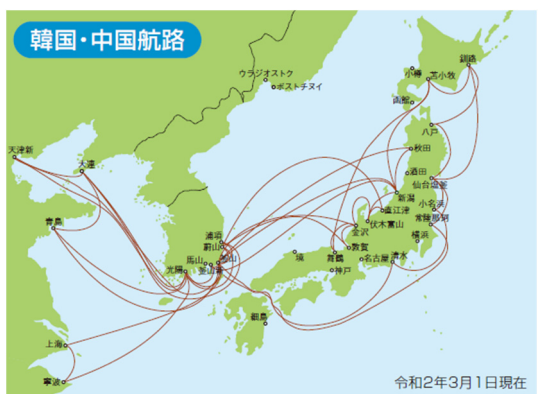 韓国・中国航路
釧路
小樽
苫小牧
ウラジオストク
ボストチヌイ
函館
八戸
天津新
秋田
大連
酒田
仙台塩釜
新潟
小名浜
青島
直江津
常陸那珂
伏木富山
浦項
金沢
横浜
蔚山
敦賀
馬山
釜山
境
舞鶴
名古屋
清水
光陽
釜山新
神戸
細島
上海
寧波
令和2年3月1日現在